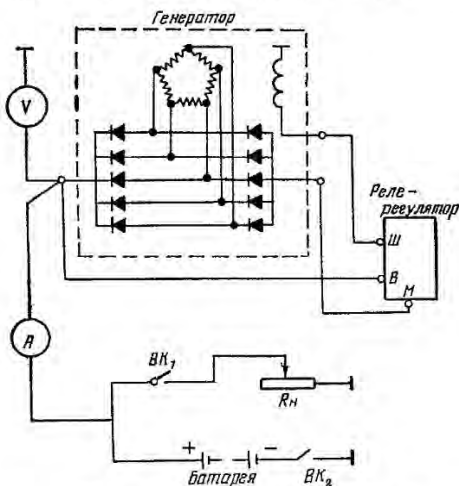 Генератор
V
Реле-
регулятор
Ш
В
М
A
ВК₁
Rн
+
−
Батарея
ВК₂